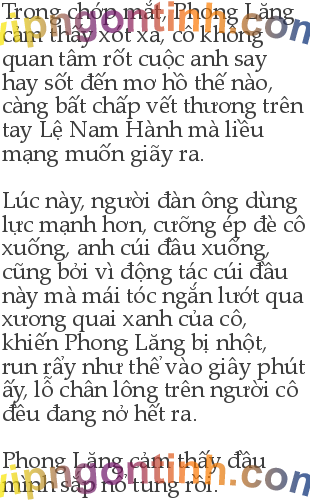 Trong chớp mắt, Phong Lăng
cảm thấy xót xa, cô không
quan tâm rốt cuộc anh say
hay sốt đến mơ hồ thế nào,
càng bất chấp vết thương trên
tay Lệ Nam Hành mà liều
mạng muốn giãy ra.
Lúc này, người đàn ông dùng
lực mạnh hơn, cưỡng ép đè cô
xuống, anh cúi đầu xuống,
cũng bởi vì động tác cúi đầu
này mà mái tóc ngắn lướt qua
xương quai xanh của cô,
khiến Phong Lăng bị nhột,
run rẩy như thể vào giây phút
ấy, lỗ chân lông trên người cô
đều đang nở hết ra.
Phong Lăng cảm thấy đầu
mình sắp nổ tung rồi.
vipngontinh.com
vipngontinh.com